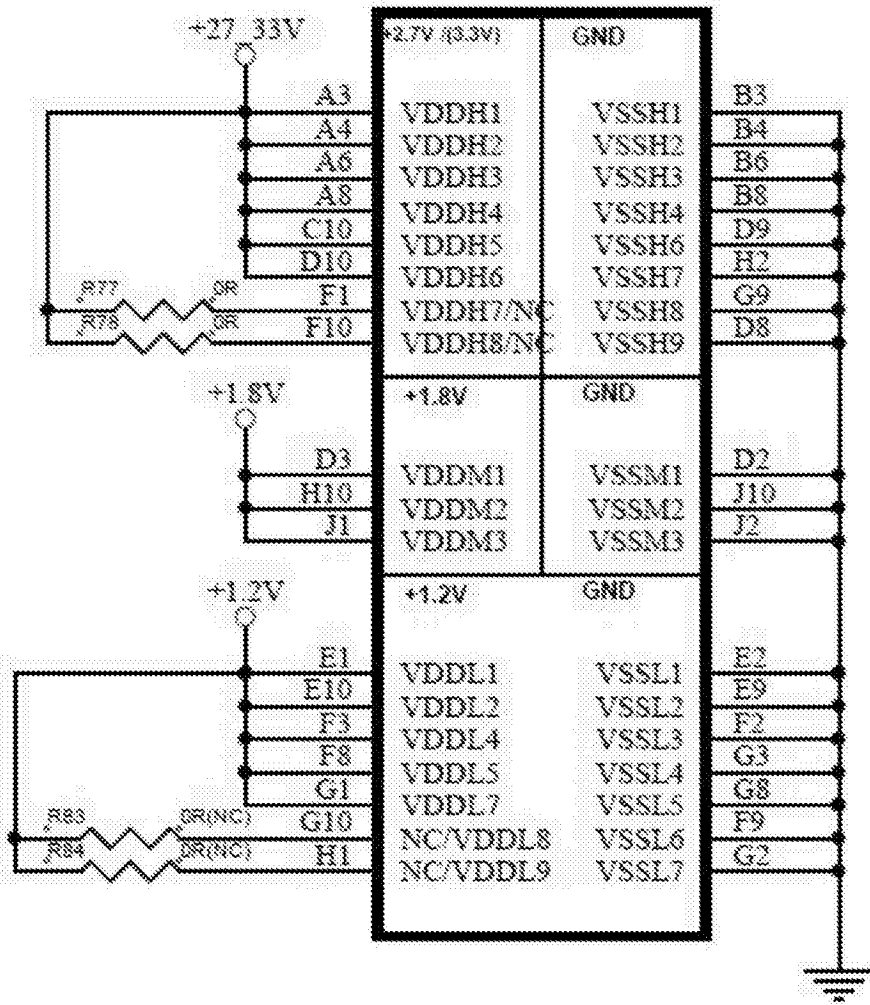 +27_33V +2.7V /(3.3V) GND
A3 VDDH1 VSSH1 B3
A4 VDDH2 VSSH2 B4
A6 VDDH3 VSSH3 B6
A8 VDDH4 VSSH4 B8
C10 VDDH5 VSSH6 D9
D10 VDDH6 VSSH7 H2
R77 0R F1 VDDH7/NC VSSH8 G9
R78 0R F10 VDDH8/NC VSSH9 D8
+1.8V +1.8V GND
D3 VDDM1 VSSM1 D2
H10 VDDM2 VSSM2 J10
J1 VDDM3 VSSM3 J2
+1.2V +1.2V GND
E1 VDDL1 VSSL1 E2
E10 VDDL2 VSSL2 E9
F3 VDDL4 VSSL3 F2
F8 VDDL5 VSSL4 G3
G1 VDDL7 VSSL5 G8
R83 0R(NC) G10 NC/VDDL8 VSSL6 F9
R84 0R(NC) H1 NC/VDDL9 VSSL7 G2